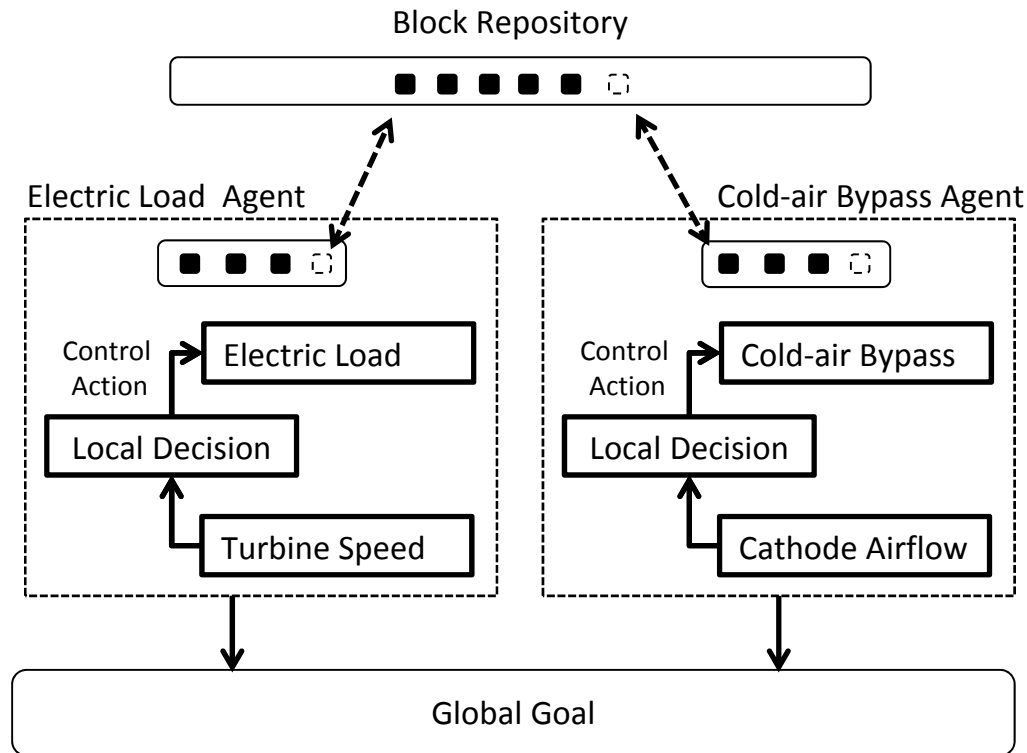 Block Repository
Electric Load Agent
Cold-air Bypass Agent
Control
Action
Electric Load
Local Decision
Turbine Speed
Control
Action
Cold-air Bypass
Local Decision
Cathode Airflow
Global Goal